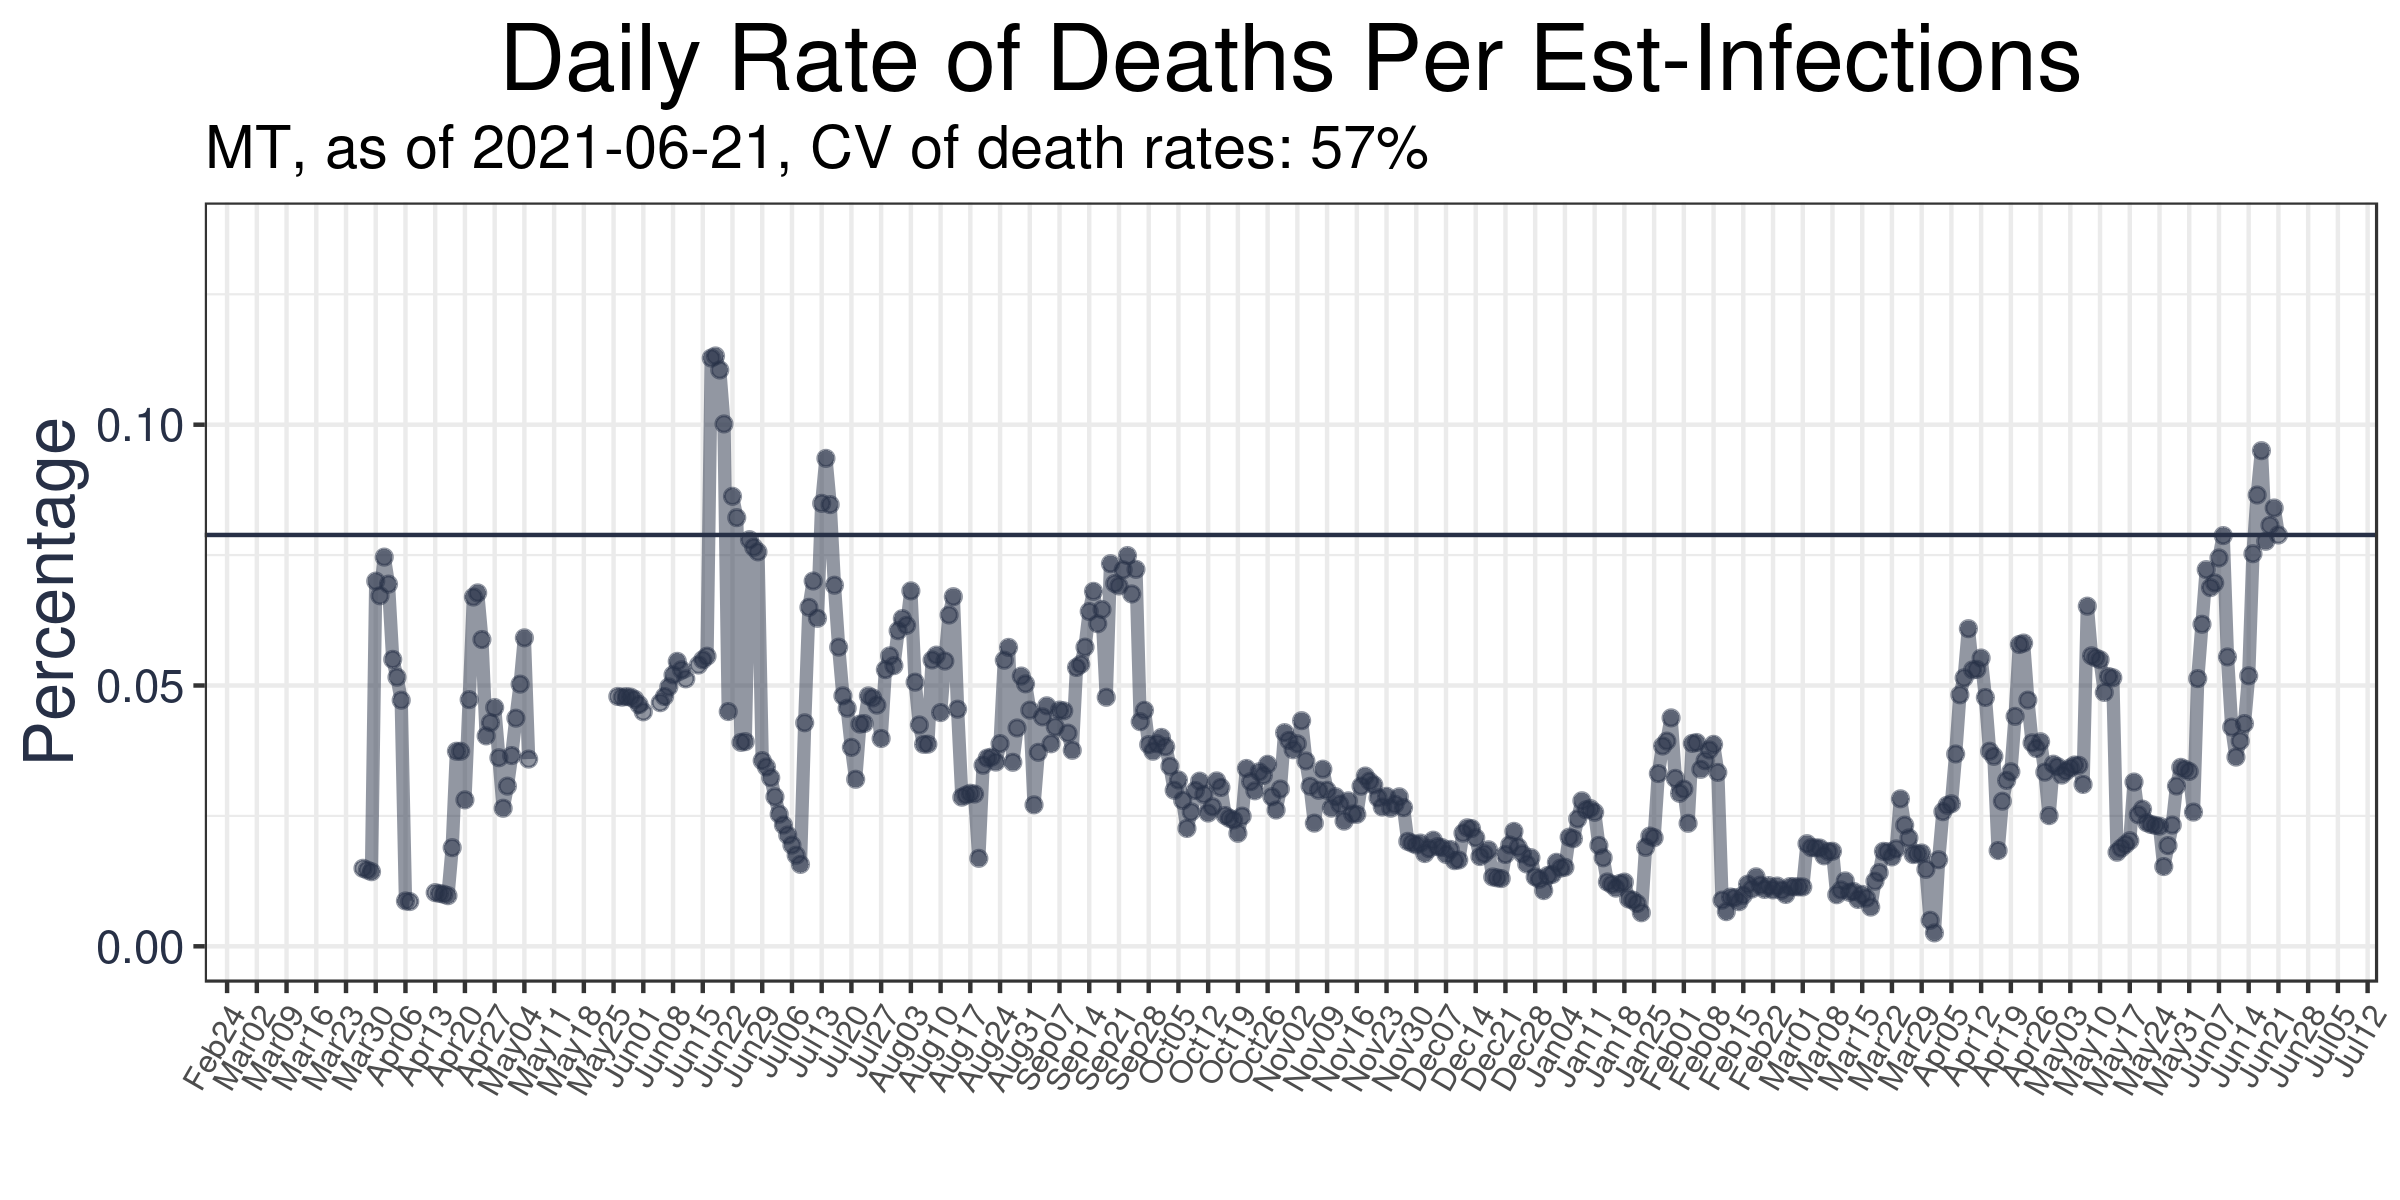 Daily Rate of Deaths Per Est-Infections
MT, as of 2021-06-21, CV of death rates: 57%
Percentage
0.10
0.05
0.00
Feb24
Mar02
Mar09
Mar16
Mar23
Mar30
Apr06
Apr13
Apr20
Apr27
May04
May11
May18
May25
Jun01
Jun08
Jun15
Jun22
Jun29
Jul06
Jul13
Jul20
Jul27
Aug03
Aug10
Aug17
Aug24
Aug31
Sep07
Sep14
Sep21
Sep28
Oct05
Oct12
Oct19
Oct26
Nov02
Nov09
Nov16
Nov23
Nov30
Dec07
Dec14
Dec21
Dec28
Jan04
Jan11
Jan18
Jan25
Feb01
Feb08
Feb15
Feb22
Mar01
Mar08
Mar15
Mar22
Mar29
Apr05
Apr12
Apr19
Apr26
May03
May10
May17
May24
May31
Jun07
Jun14
Jun21
Jun28
Jul05
Jul12